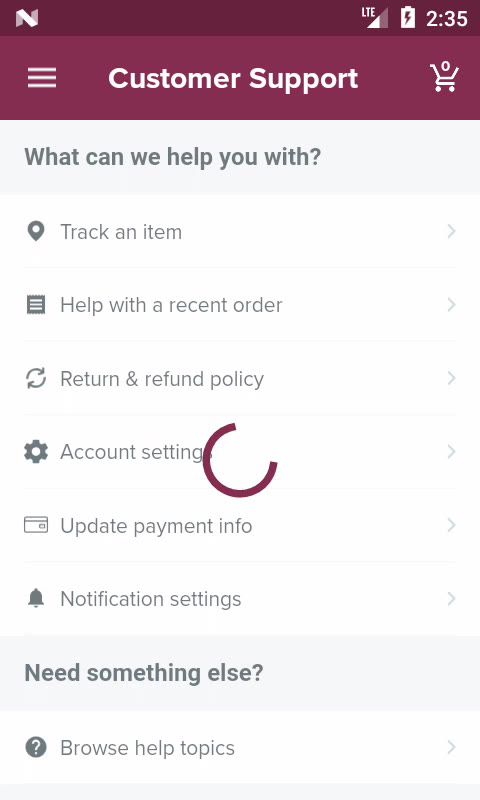 LTE 2:35
Customer Support
0
What can we help you with?
Track an item
Help with a recent order
Return & refund policy
Account settings
Update payment info
Notification settings
Need something else?
Browse help topics